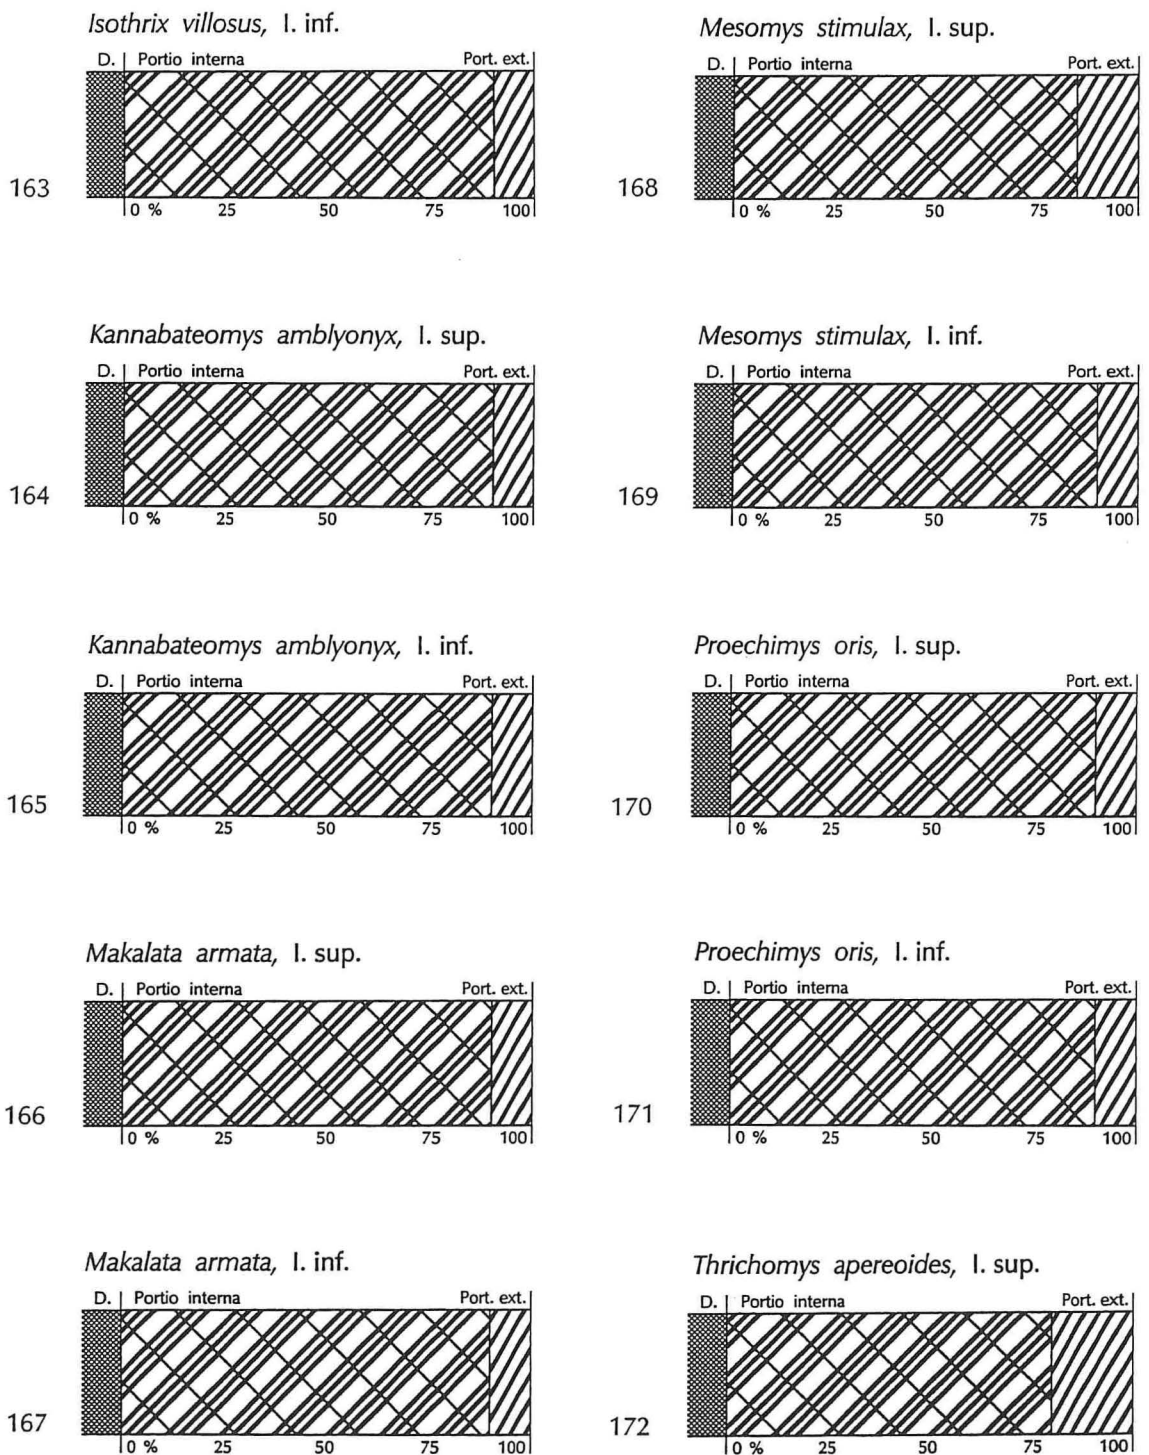 Isothrix villosus, I. inf.
D. Portio interna Port. ext.
163
0 % 25 50 75 100
Kannabateomys amblyonyx, I. sup.
D. Portio interna Port. ext.
164
0 % 25 50 75 100
Kannabateomys amblyonyx, I. inf.
D. Portio interna Port. ext.
165
0 % 25 50 75 100
Makalata armata, I. sup.
D. Portio interna Port. ext.
166
0 % 25 50 75 100
Makalata armata, I. inf.
D. Portio interna Port. ext.
167
0 % 25 50 75 100
Mesomys stimulax, I. sup.
D. Portio interna Port. ext.
168
0 % 25 50 75 100
Mesomys stimulax, I. inf.
D. Portio interna Port. ext.
169
0 % 25 50 75 100
Proechimys oris, I. sup.
D. Portio interna Port. ext.
170
0 % 25 50 75 100
Proechimys oris, I. inf.
D. Portio interna Port. ext.
171
0 % 25 50 75 100
Thrichomys apereoides, I. sup.
D. Portio interna Port. ext.
172
0 % 25 50 75 100